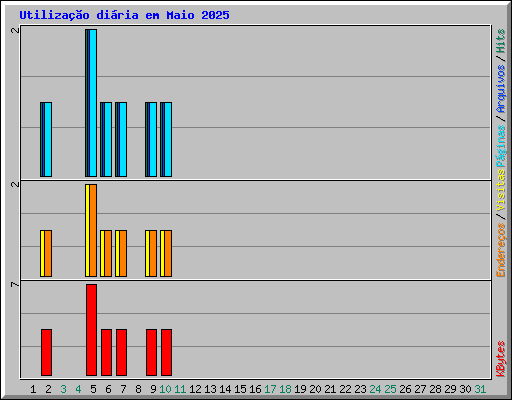 Utilização diária em Maio 2025
2
2
7
Endereços / Visitas Páginas / Arquivos / Hits
KBytes
1 2 3 4 5 6 7 8 9 10 11 12 13 14 15 16 17 18 19 20 21 22 23 24 25 26 27 28 29 30 31